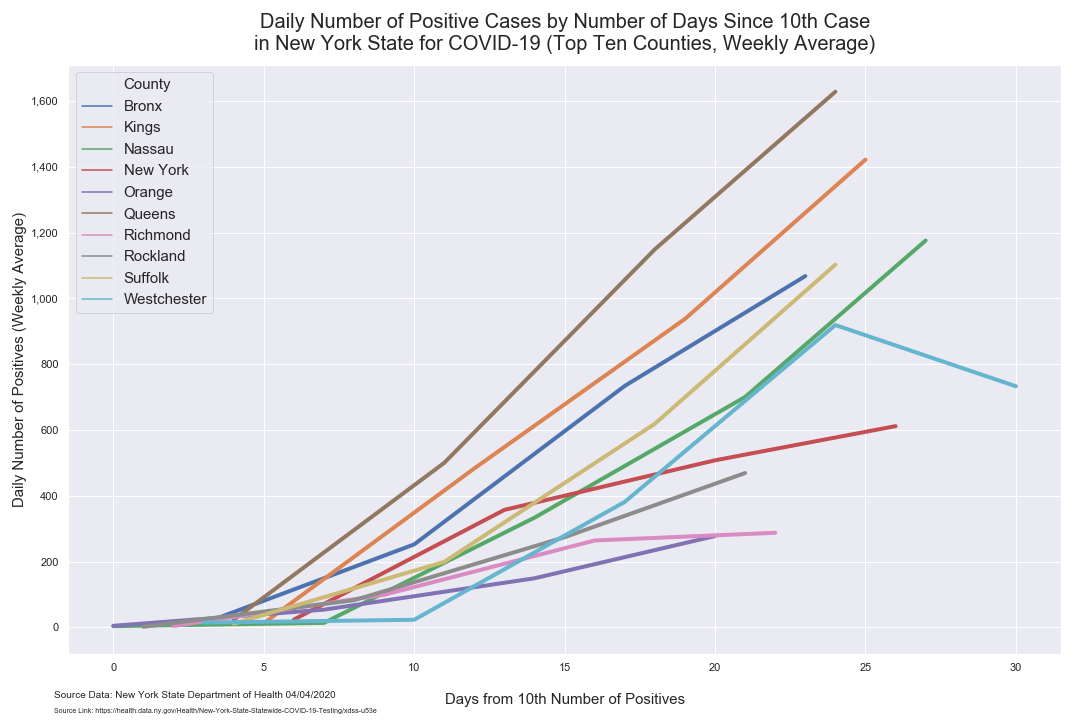 Daily Number of Positive Cases by Number of Days Since 10th Case
in New York State for COVID-19 (Top Ten Counties, Weekly Average)
County
Bronx
Kings
Nassau
New York
Orange
Queens
Richmond
Rockland
Suffolk
Westchester
Daily Number of Positives (Weekly Average)
1,600
1,400
1,200
1,000
800
600
400
200
0
0 5 10 15 20 25 30
Days from 10th Number of Positives
Source Data: New York State Department of Health 04/04/2020
Source Link: https://health.data.ny.gov/Health/New-York-State-Statewide-COVID-19-Testing/xdss-u53e